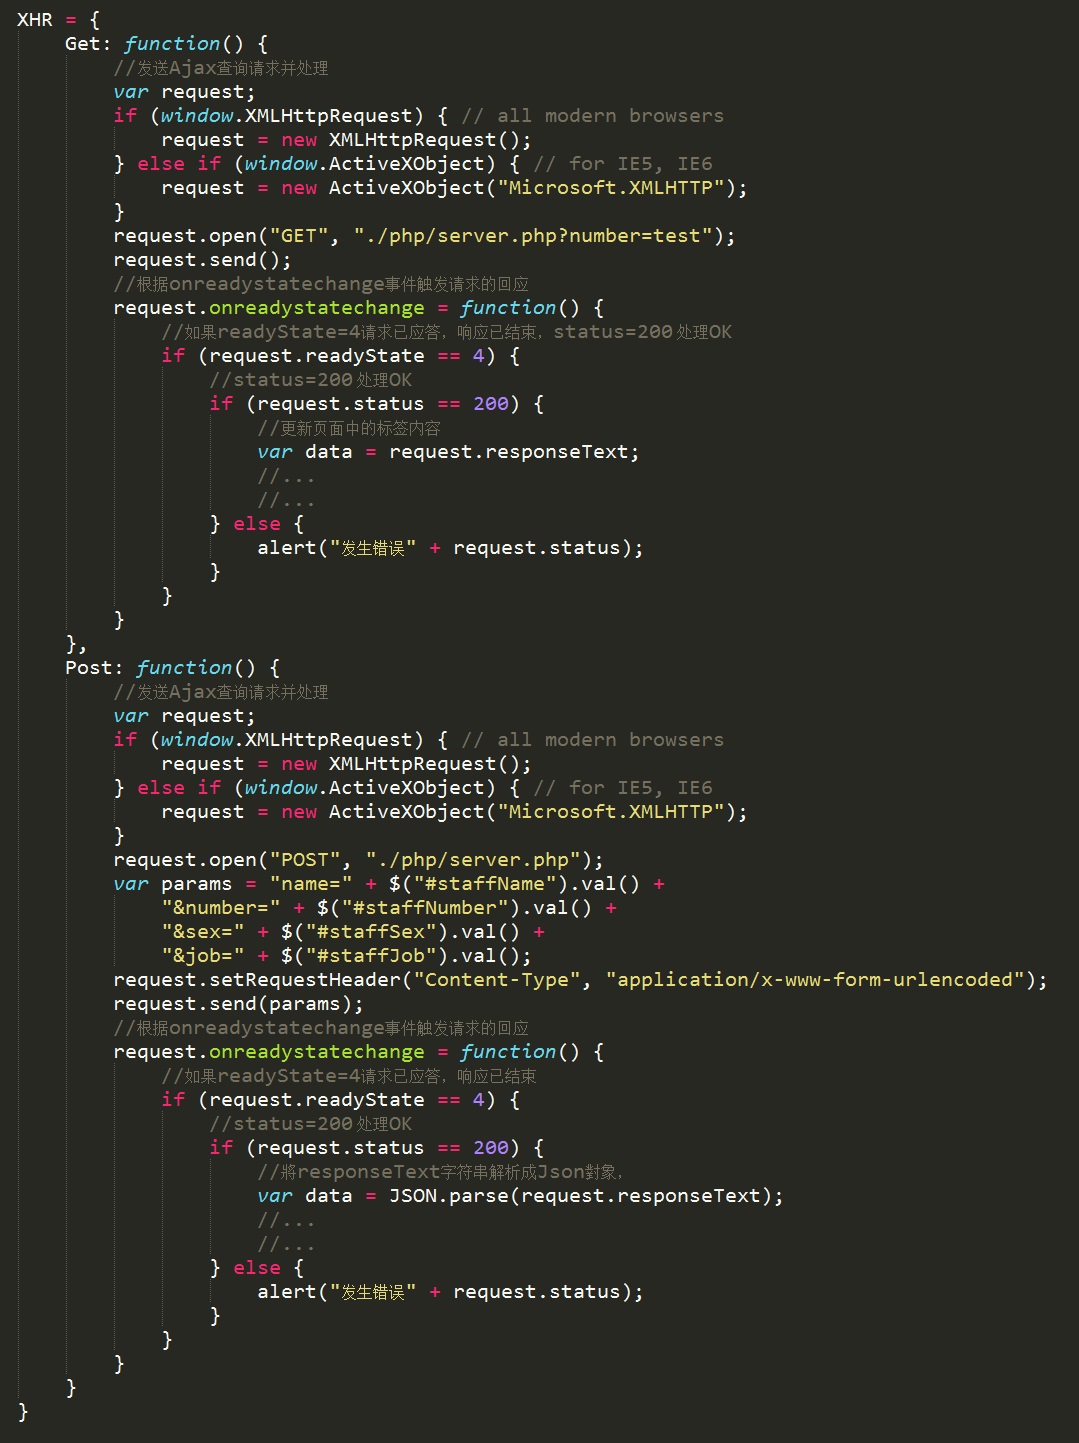 XHR = {
    Get: function() {
        //发送Ajax查询请求并处理
        var request;
        if (window.XMLHttpRequest) { // all modern browsers
            request = new XMLHttpRequest();
        } else if (window.ActiveXObject) { // for IE5, IE6
            request = new ActiveXObject("Microsoft.XMLHTTP");
        }
        request.open("GET", "./php/server.php?number=test");
        request.send();
        //根据onreadystatechange事件触发请求的回应
        request.onreadystatechange = function() {
            //如果readyState=4请求已应答，响应已结束，status=200处理OK
            if (request.readyState == 4) {
                //status=200处理OK
                if (request.status == 200) {
                    //更新页面中的标签内容
                    var data = request.responseText;
                    //...
                    //...
                } else {
                    alert("发生错误" + request.status);
                }
            }
        }
    },
    Post: function() {
        //发送Ajax查询请求并处理
        var request;
        if (window.XMLHttpRequest) { // all modern browsers
            request = new XMLHttpRequest();
        } else if (window.ActiveXObject) { // for IE5, IE6
            request = new ActiveXObject("Microsoft.XMLHTTP");
        }
        request.open("POST", "./php/server.php");
        var params = "name=" + $("#staffName").val() +
            "&number=" + $("#staffNumber").val() +
            "&sex=" + $("#staffSex").val() +
            "&job=" + $("#staffJob").val();
        request.setRequestHeader("Content-Type", "application/x-www-form-urlencoded");
        request.send(params);
        //根据onreadystatechange事件触发请求的回应
        request.onreadystatechange = function() {
            //如果readyState=4请求已应答，响应已结束
            if (request.readyState == 4) {
                //status=200处理OK
                if (request.status == 200) {
                    //將responseText字符串解析成Json對象，
                    var data = JSON.parse(request.responseText);
                    //...
                    //...
                } else {
                    alert("发生错误" + request.status);
                }
            }
        }
    }
}